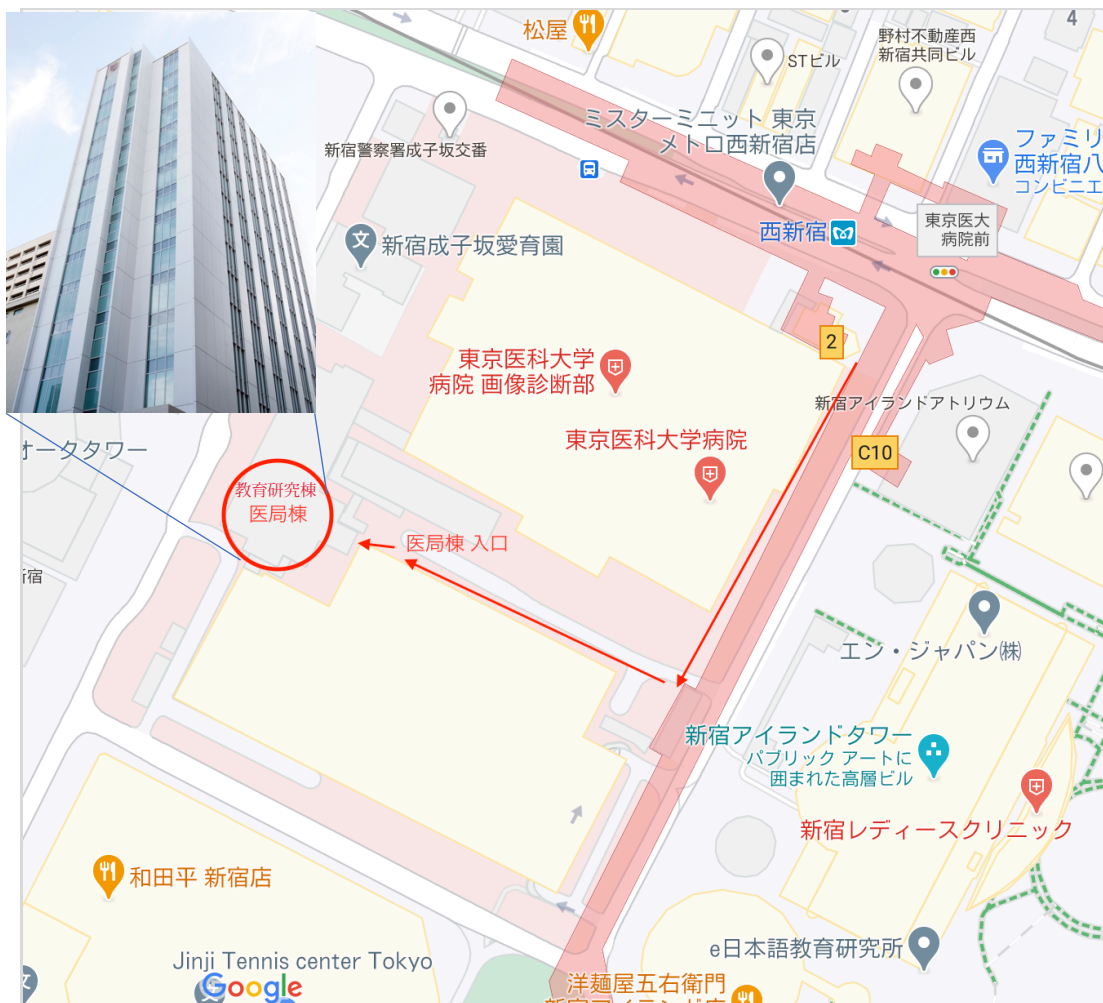 松屋
4
STビル
野村不動産西
新宿共同ビル
ミスターミニット 東京
メトロ西新宿店
新宿警察署成子坂交番
ファミリ
西新宿八
コンビニエ
西新宿
東京医大
病院前
新宿成子坂愛育園
2
東京医科大学
病院 画像診断部
新宿アイランドアトリウム
東京医科大学病院
C10
オークタワー
教育研究棟
医局棟
医局棟 入口
新宿
エン・ジャパン㈱
新宿アイランドタワー
パブリック アートに
囲まれた高層ビル
新宿レディースクリニック
和田平 新宿店
e日本語教育研究所
Jinji Tennis center Tokyo
Google
洋麺屋五右衛門